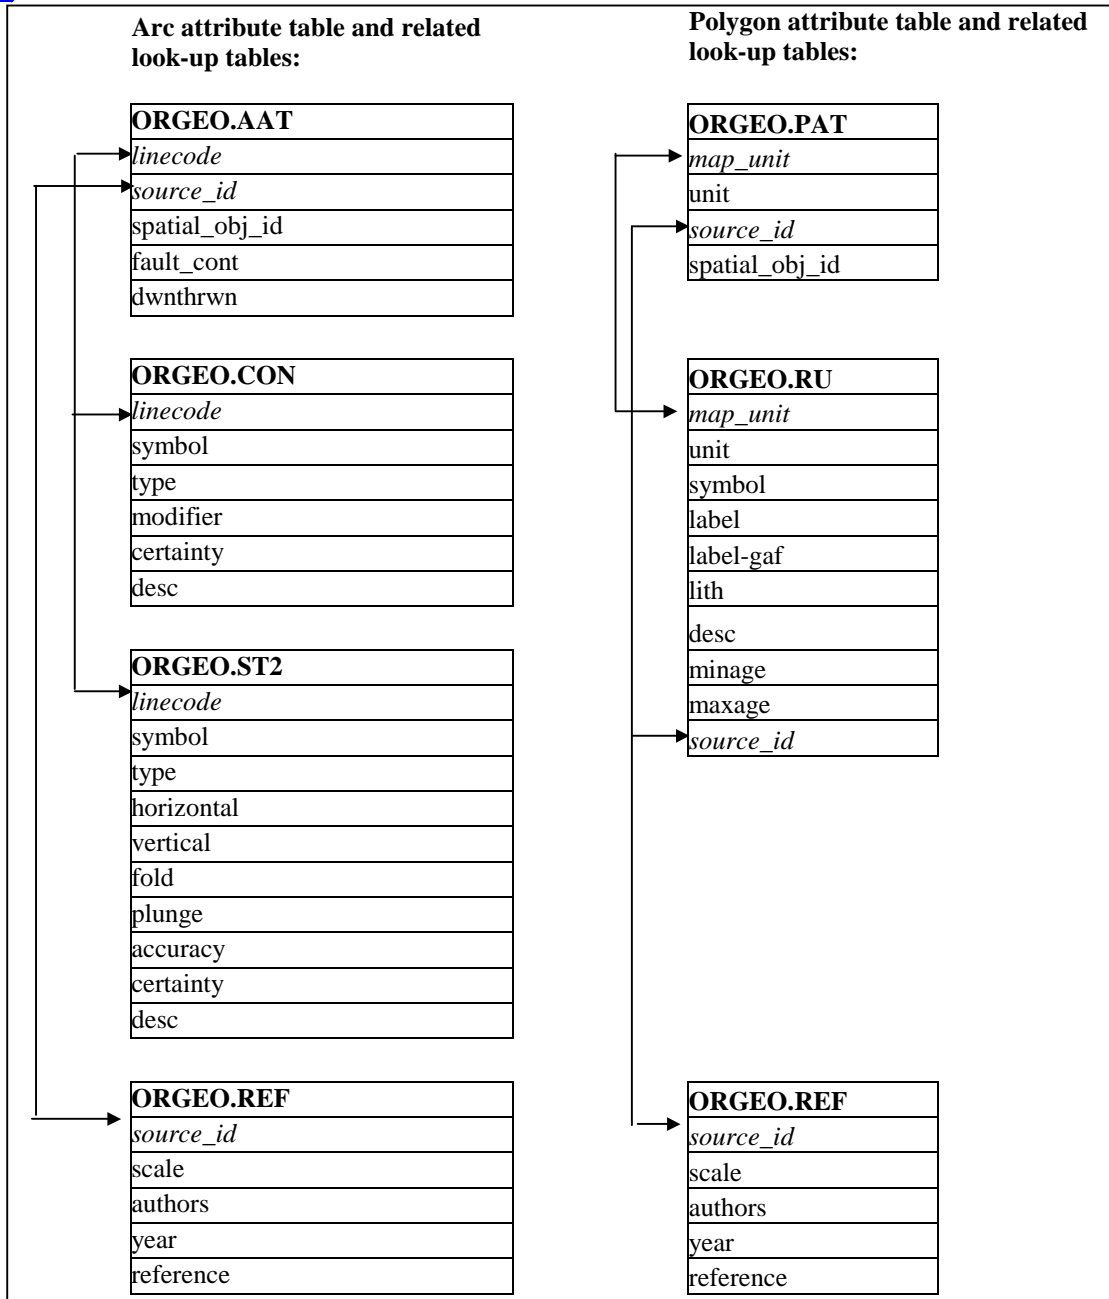 Arc attribute table and related
look-up tables:
ORGEO.AAT
linecode
source_id
spatial_obj_id
fault_cont
dwnthrwn
ORGEO.CON
linecode
symbol
type
modifier
certainty
desc
ORGEO.ST2
linecode
symbol
type
horizontal
vertical
fold
plunge
accuracy
certainty
desc
ORGEO.REF
source_id
scale
authors
year
reference
Polygon attribute table and related
look-up tables:
ORGEO.PAT
map_unit
unit
source_id
spatial_obj_id
ORGEO.RU
map_unit
unit
symbol
label
label-gaf
lith
desc
minage
maxage
source_id
ORGEO.REF
source_id
scale
authors
year
reference